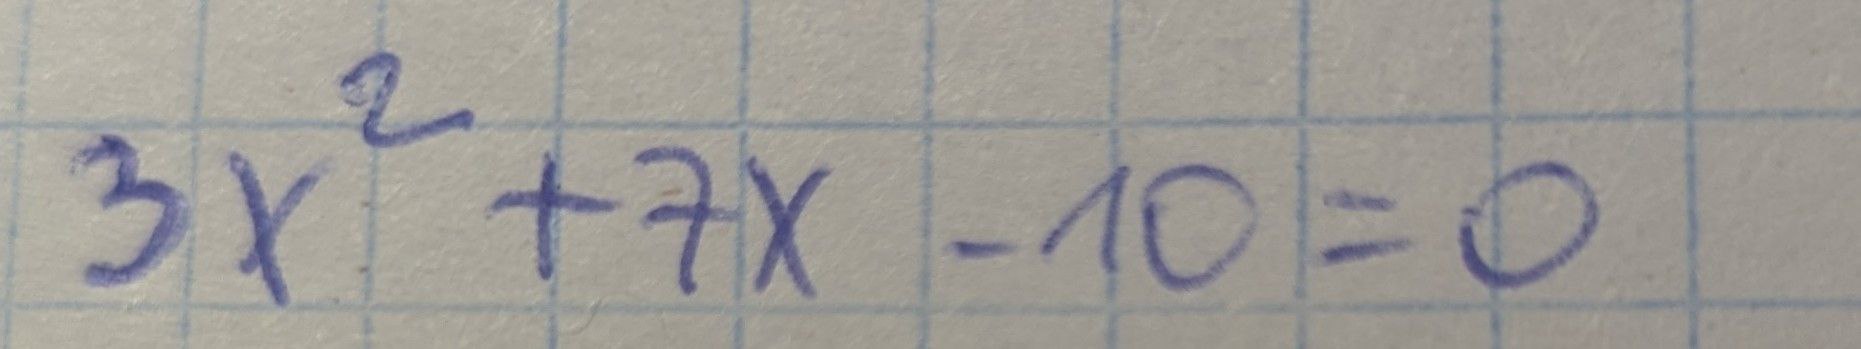 3x² + 7x - 10 = 0